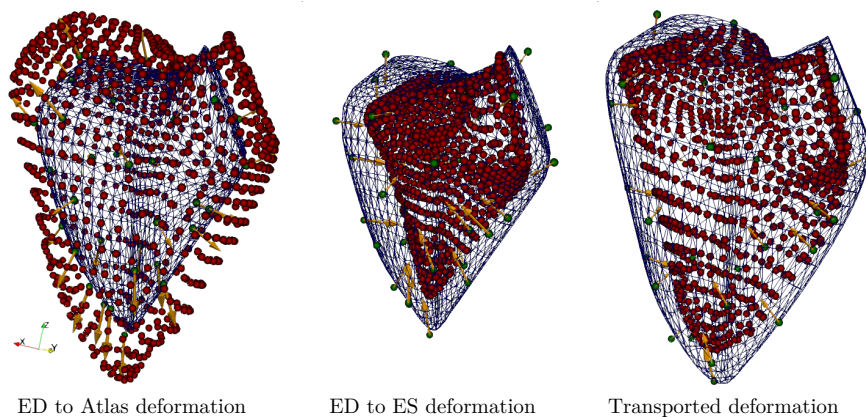 X
Z
Y
ED to Atlas deformation
ED to ES deformation
Transported deformation